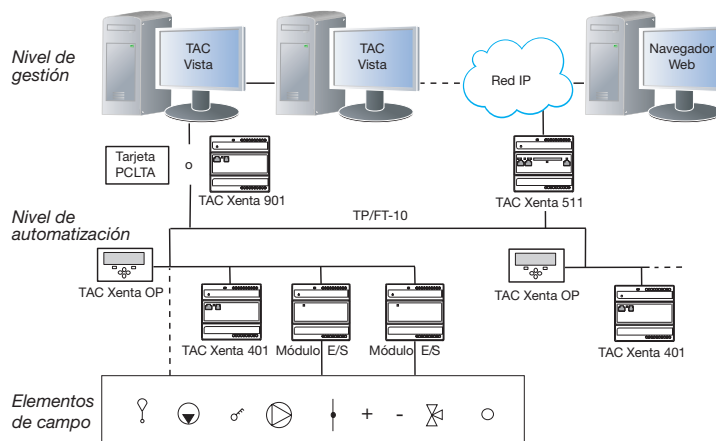 Nivel de
gestión
TAC
Vista
TAC
Vista
Red IP
Navegador
Web
Tarjeta
PCLTA
o
TAC Xenta 901
TAC Xenta 511
Nivel de
automatización
TP/FT-10
TAC Xenta OP
TAC Xenta OP
TAC Xenta 401
Módulo E/S
Módulo E/S
TAC Xenta 401
Elementos
de campo
+ -